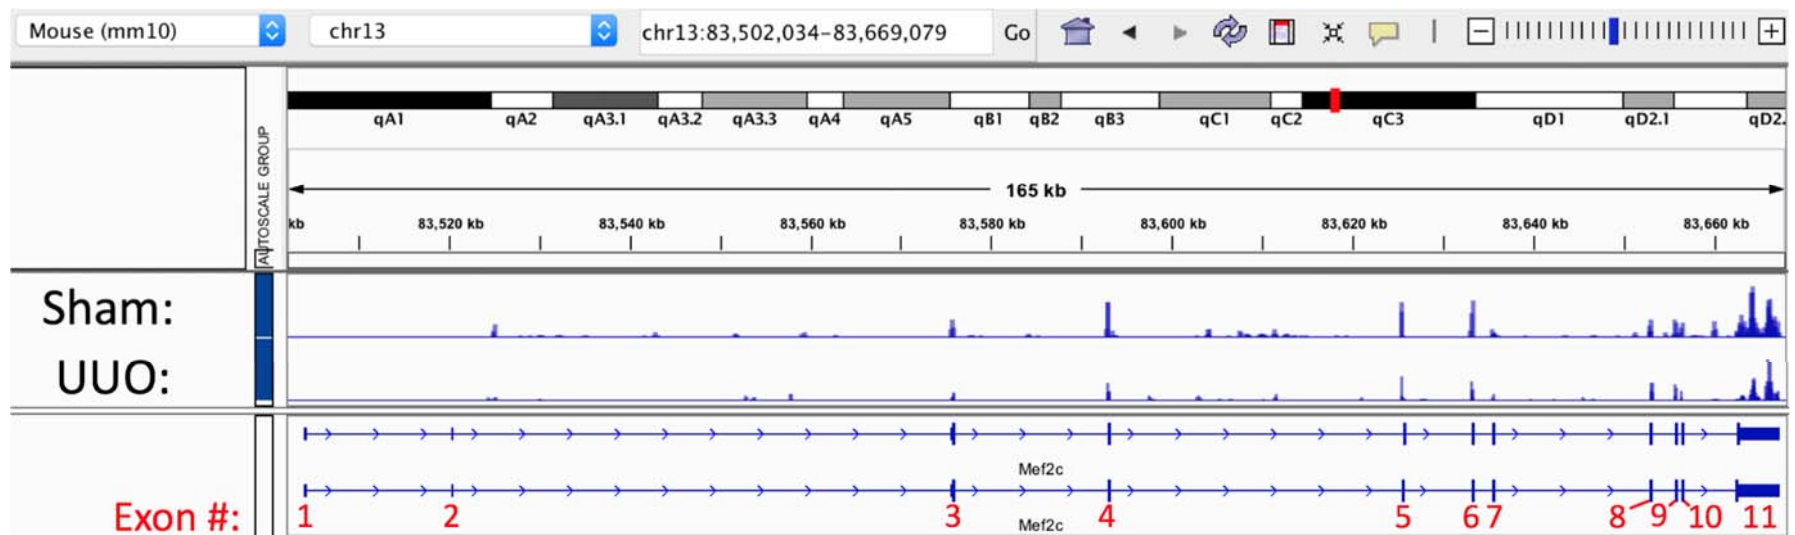 Mouse (mm10) chr13 chr13:83,502,034-83,669,079 Go
qA1 qA2 qA3.1 qA3.2 qA3.3 qA4 qA5 qB1 qB2 qB3 qC1 qC2 qC3 qD1 qD2.1 qD2.
AUTOSCALE GROUP
165 kb
kb 83,520 kb 83,540 kb 83,560 kb 83,580 kb 83,600 kb 83,620 kb 83,640 kb 83,660 kb
Sham:
UUO:
Mef2c
Exon #: 1 2 3 4 5 6 7 8 9 10 11
Mef2c